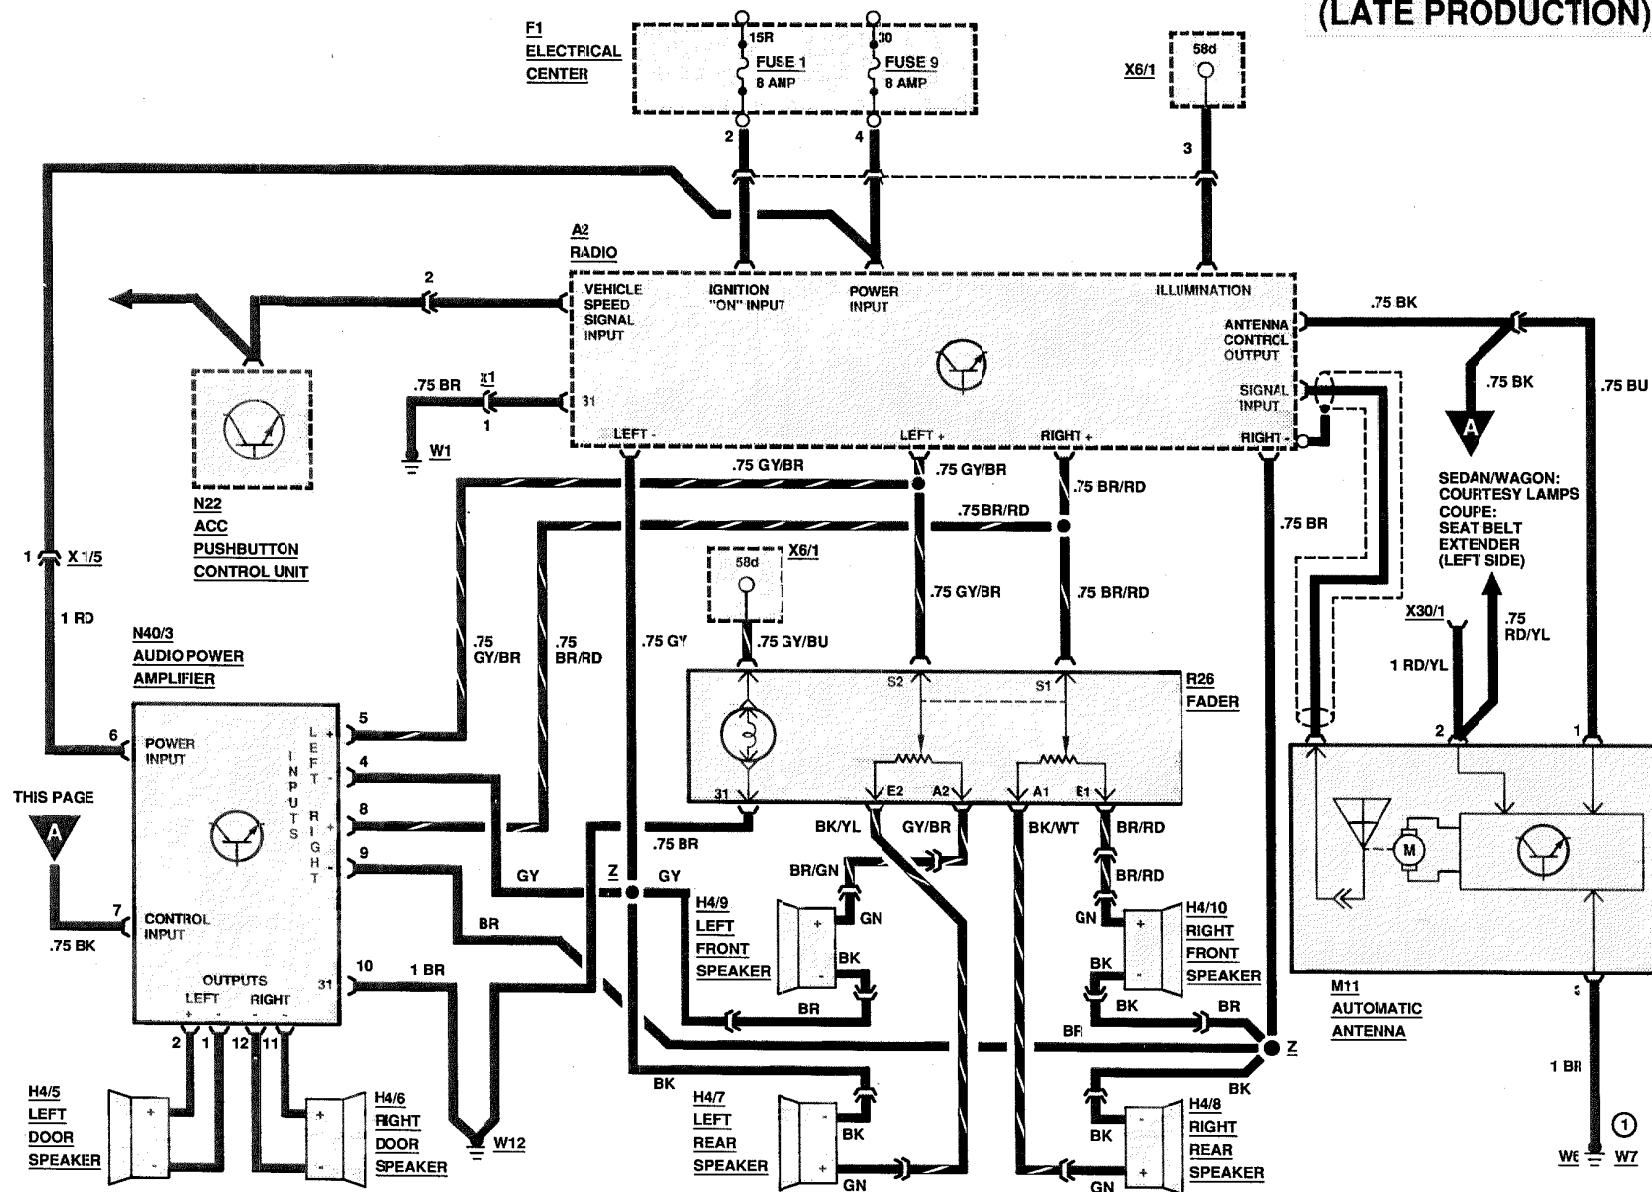 (LATE PRODUCTION)
F1
ELECTRICAL
CENTER
15R
FUSE 1
8 AMP
30
FUSE 9
8 AMP
X6/1
58d
2
4
3
A2
RADIO
2
VEHICLE
SPEED
SIGNAL
INPUT
IGNITION
"ON" INPUT
POWER
INPUT
ILLUMINATION
ANTENNA
CONTROL
OUTPUT
SIGNAL
INPUT
.75 BK
.75 BK
.75 BU
A
.75 BR
X1
1
31
W1
LEFT -
LEFT +
RIGHT +
RIGHT -
N22
ACC
PUSHBUTTON
CONTROL UNIT
.75 GY/BR
.75 GY/BR
.75 BR/RD
.75 BR/RD
.75 BR
SEDAN/WAGON:
COURTESY LAMPS
COUPE:
SEAT BELT
EXTENDER
(LEFT SIDE)
1
X1/5
1 RD
X6/1
58d
.75 GY/BR
.75 BR/RD
X30/1
.75
RD/YL
1 RD/YL
N40/3
AUDIO POWER
AMPLIFIER
.75
GY/BR
.75
BR/RD
.75 GY
.75 GY/BU
S2
S1
R26
FADER
6
POWER
INPUT
INPUTS
LEFT
RIGHT
+
-
+
-
5
4
8
9
2
1
31
E2
A2
A1
E1
THIS PAGE
A
.75 BR
BK/YL
GY/BR
BK/WT
BR/RD
BR/GN
BR/RD
M
7
CONTROL
INPUT
.75 BK
GY
Z
GY
H4/9
LEFT
FRONT
SPEAKER
+
-
GN
BK
GN
BK
+
-
H4/10
RIGHT
FRONT
SPEAKER
BR
10
1 BR
31
OUTPUTS
LEFT
RIGHT
+
-
-
-
2
1
12
11
BR
BK
BR
BR
Z
M11
AUTOMATIC
ANTENNA
1 BR
BK
BK
H4/5
LEFT
DOOR
SPEAKER
+
-
+
-
H4/6
RIGHT
DOOR
SPEAKER
W12
H4/7
LEFT
REAR
SPEAKER
-
+
BK
GN
BK
GN
-
+
H4/8
RIGHT
REAR
SPEAKER
1
W6
W7